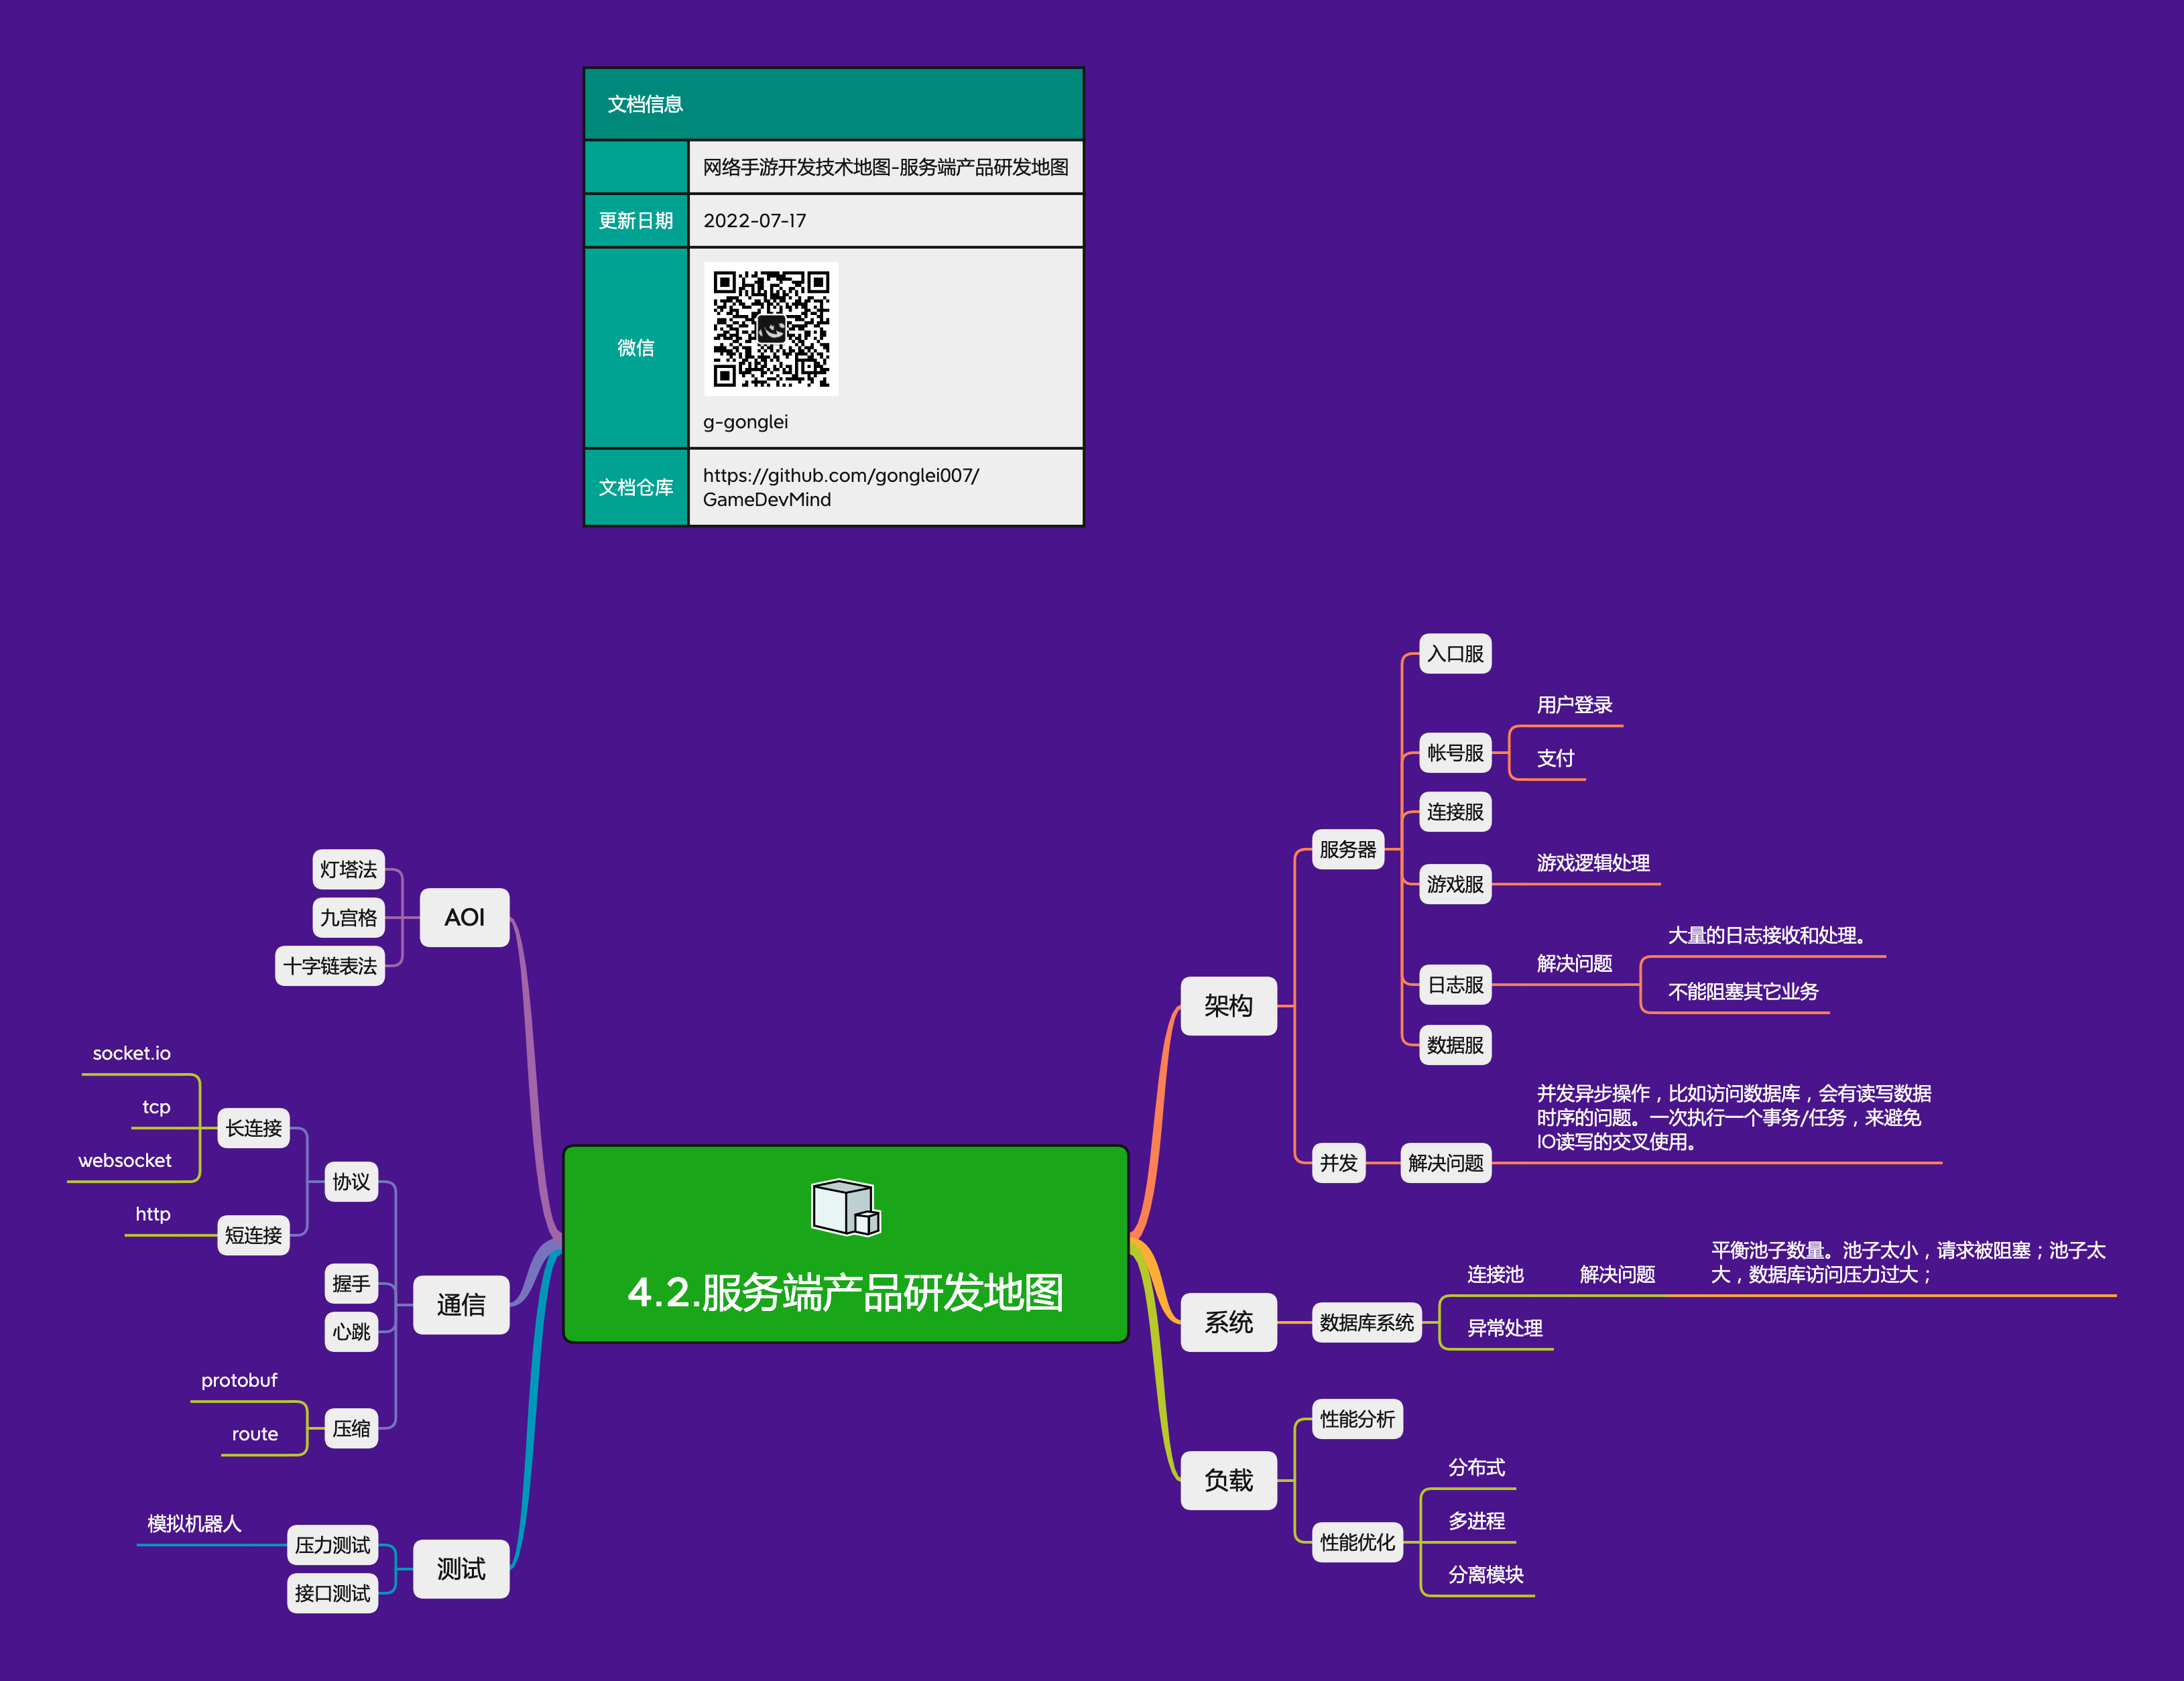 文档信息
网络手游开发技术地图-服务端产品研发地图
更新日期
2022-07-17
微信
g-gonglei
文档仓库
https://github.com/gonglei007/
GameDevMind
4.2.服务端产品研发地图
架构
服务器
入口服
帐号服
用户登录
支付
连接服
游戏服
游戏逻辑处理
日志服
解决问题
大量的日志接收和处理。
不能阻塞其它业务
数据服
并发
解决问题
并发异步操作，比如访问数据库，会有读写数据
时序的问题。一次执行一个事务/任务，来避免
IO读写的交叉使用。
系统
数据库系统
连接池
解决问题
平衡池子数量。池子太小，请求被阻塞；池子太
大，数据库访问压力过大；
异常处理
负载
性能分析
性能优化
分布式
多进程
分离模块
AOI
灯塔法
九宫格
十字链表法
通信
协议
长连接
socket.io
tcp
websocket
短连接
http
握手
心跳
压缩
protobuf
route
测试
压力测试
模拟机器人
接口测试